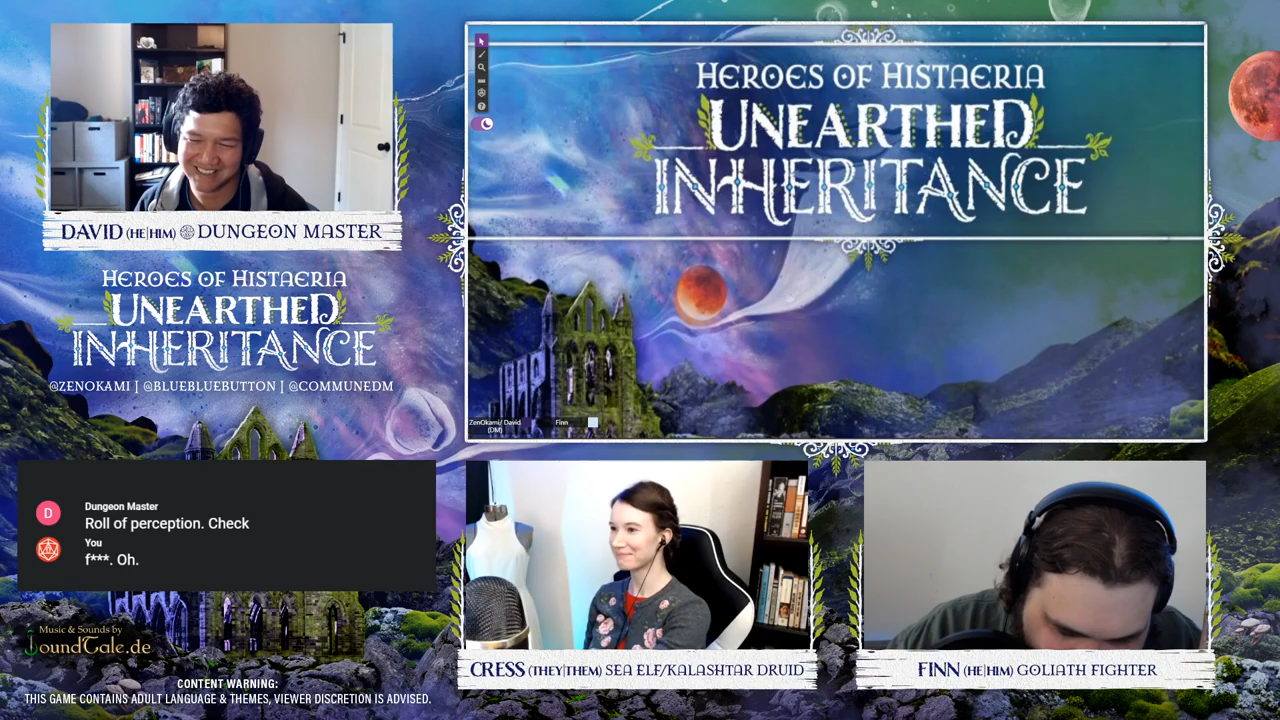 HEROES OF HISTAERIA
UNEARTHED
INHERITANCE
DAVID (HE|HIM) DUNGEON MASTER
HEROES OF HISTAERIA
UNEARTHED
INHERITANCE
@ZENOKAMI | @BLUEBLUEBUTTON | @COMMUNEDM
ZenOkami/ David
(DM)
Finn
D
Dungeon Master
Roll of perception. Check
You
f***. Oh.
Music & Sounds by
SoundTale.de
CONTENT WARNING:
THIS GAME CONTAINS ADULT LANGUAGE & THEMES, VIEWER DISCRETION IS ADVISED.
CRESS (THEY|THEM) SEA ELF/KALASHTAR DRUID
FINN (HE|HIM) GOLIATH FIGHTER